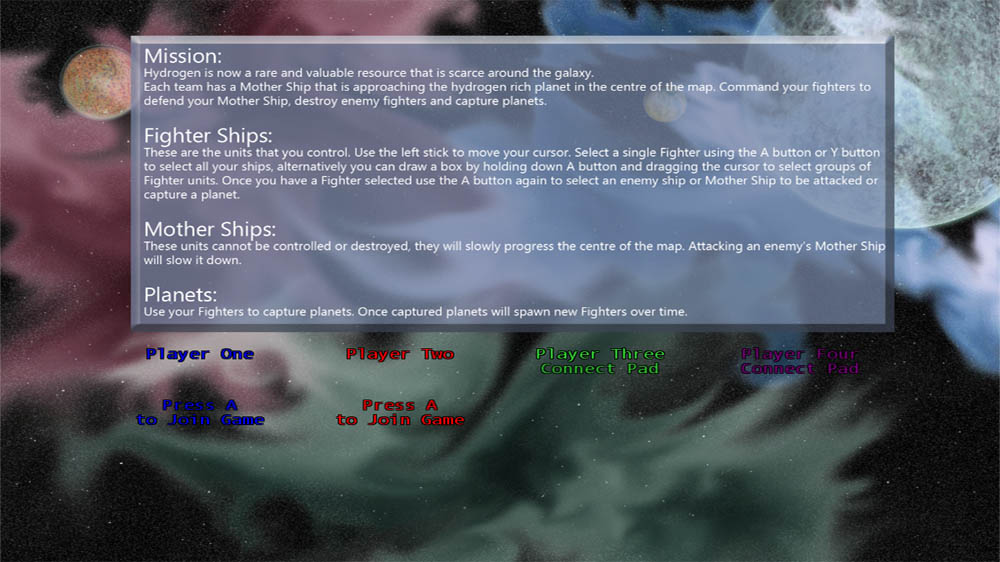 Mission:
Hydrogen is now a rare and valuable resource that is scarce around the galaxy.
Each team has a Mother Ship that is approaching the hydrogen rich planet in the centre of the map. Command your fighters to
defend your Mother Ship, destroy enemy fighters and capture planets.
Fighter Ships:
These are the units that you control. Use the left stick to move your cursor. Select a single Fighter using the A button or Y button
to select all your ships, alternatively you can draw a box by holding down A button and dragging the cursor to select groups of
Fighter units. Once you have a Fighter selected use the A button again to select an enemy ship or Mother Ship to be attacked or
capture a planet.
Mother Ships:
These units cannot be controlled or destroyed, they will slowly progress the centre of the map. Attacking an enemy's Mother Ship
will slow it down.
Planets:
Use your Fighters to capture planets. Once captured planets will spawn new Fighters over time.
Player One
Press A
to Join Game
Player Two
Press A
to Join Game
Player Three
Connect Pad
Player Four
Connect Pad